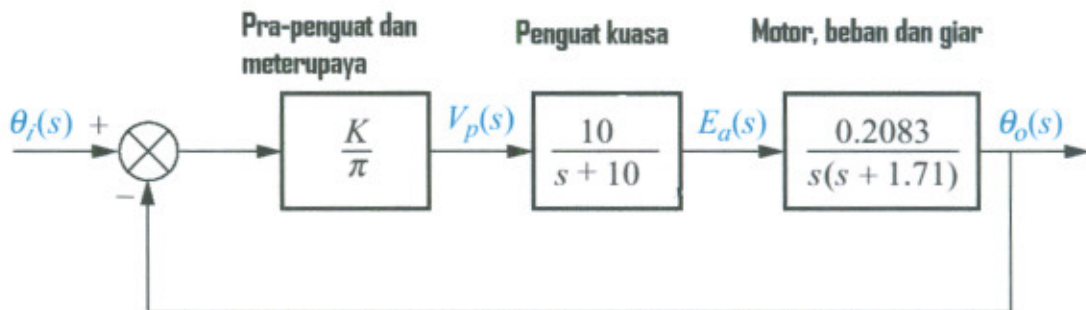 Pra-penguat dan
meterupaya
Penguat kuasa
Motor, beban dan giar
θi(s) +
K
π
Vp(s)
10
s + 10
Ea(s)
0.2083
s(s + 1.71)
θo(s)
−